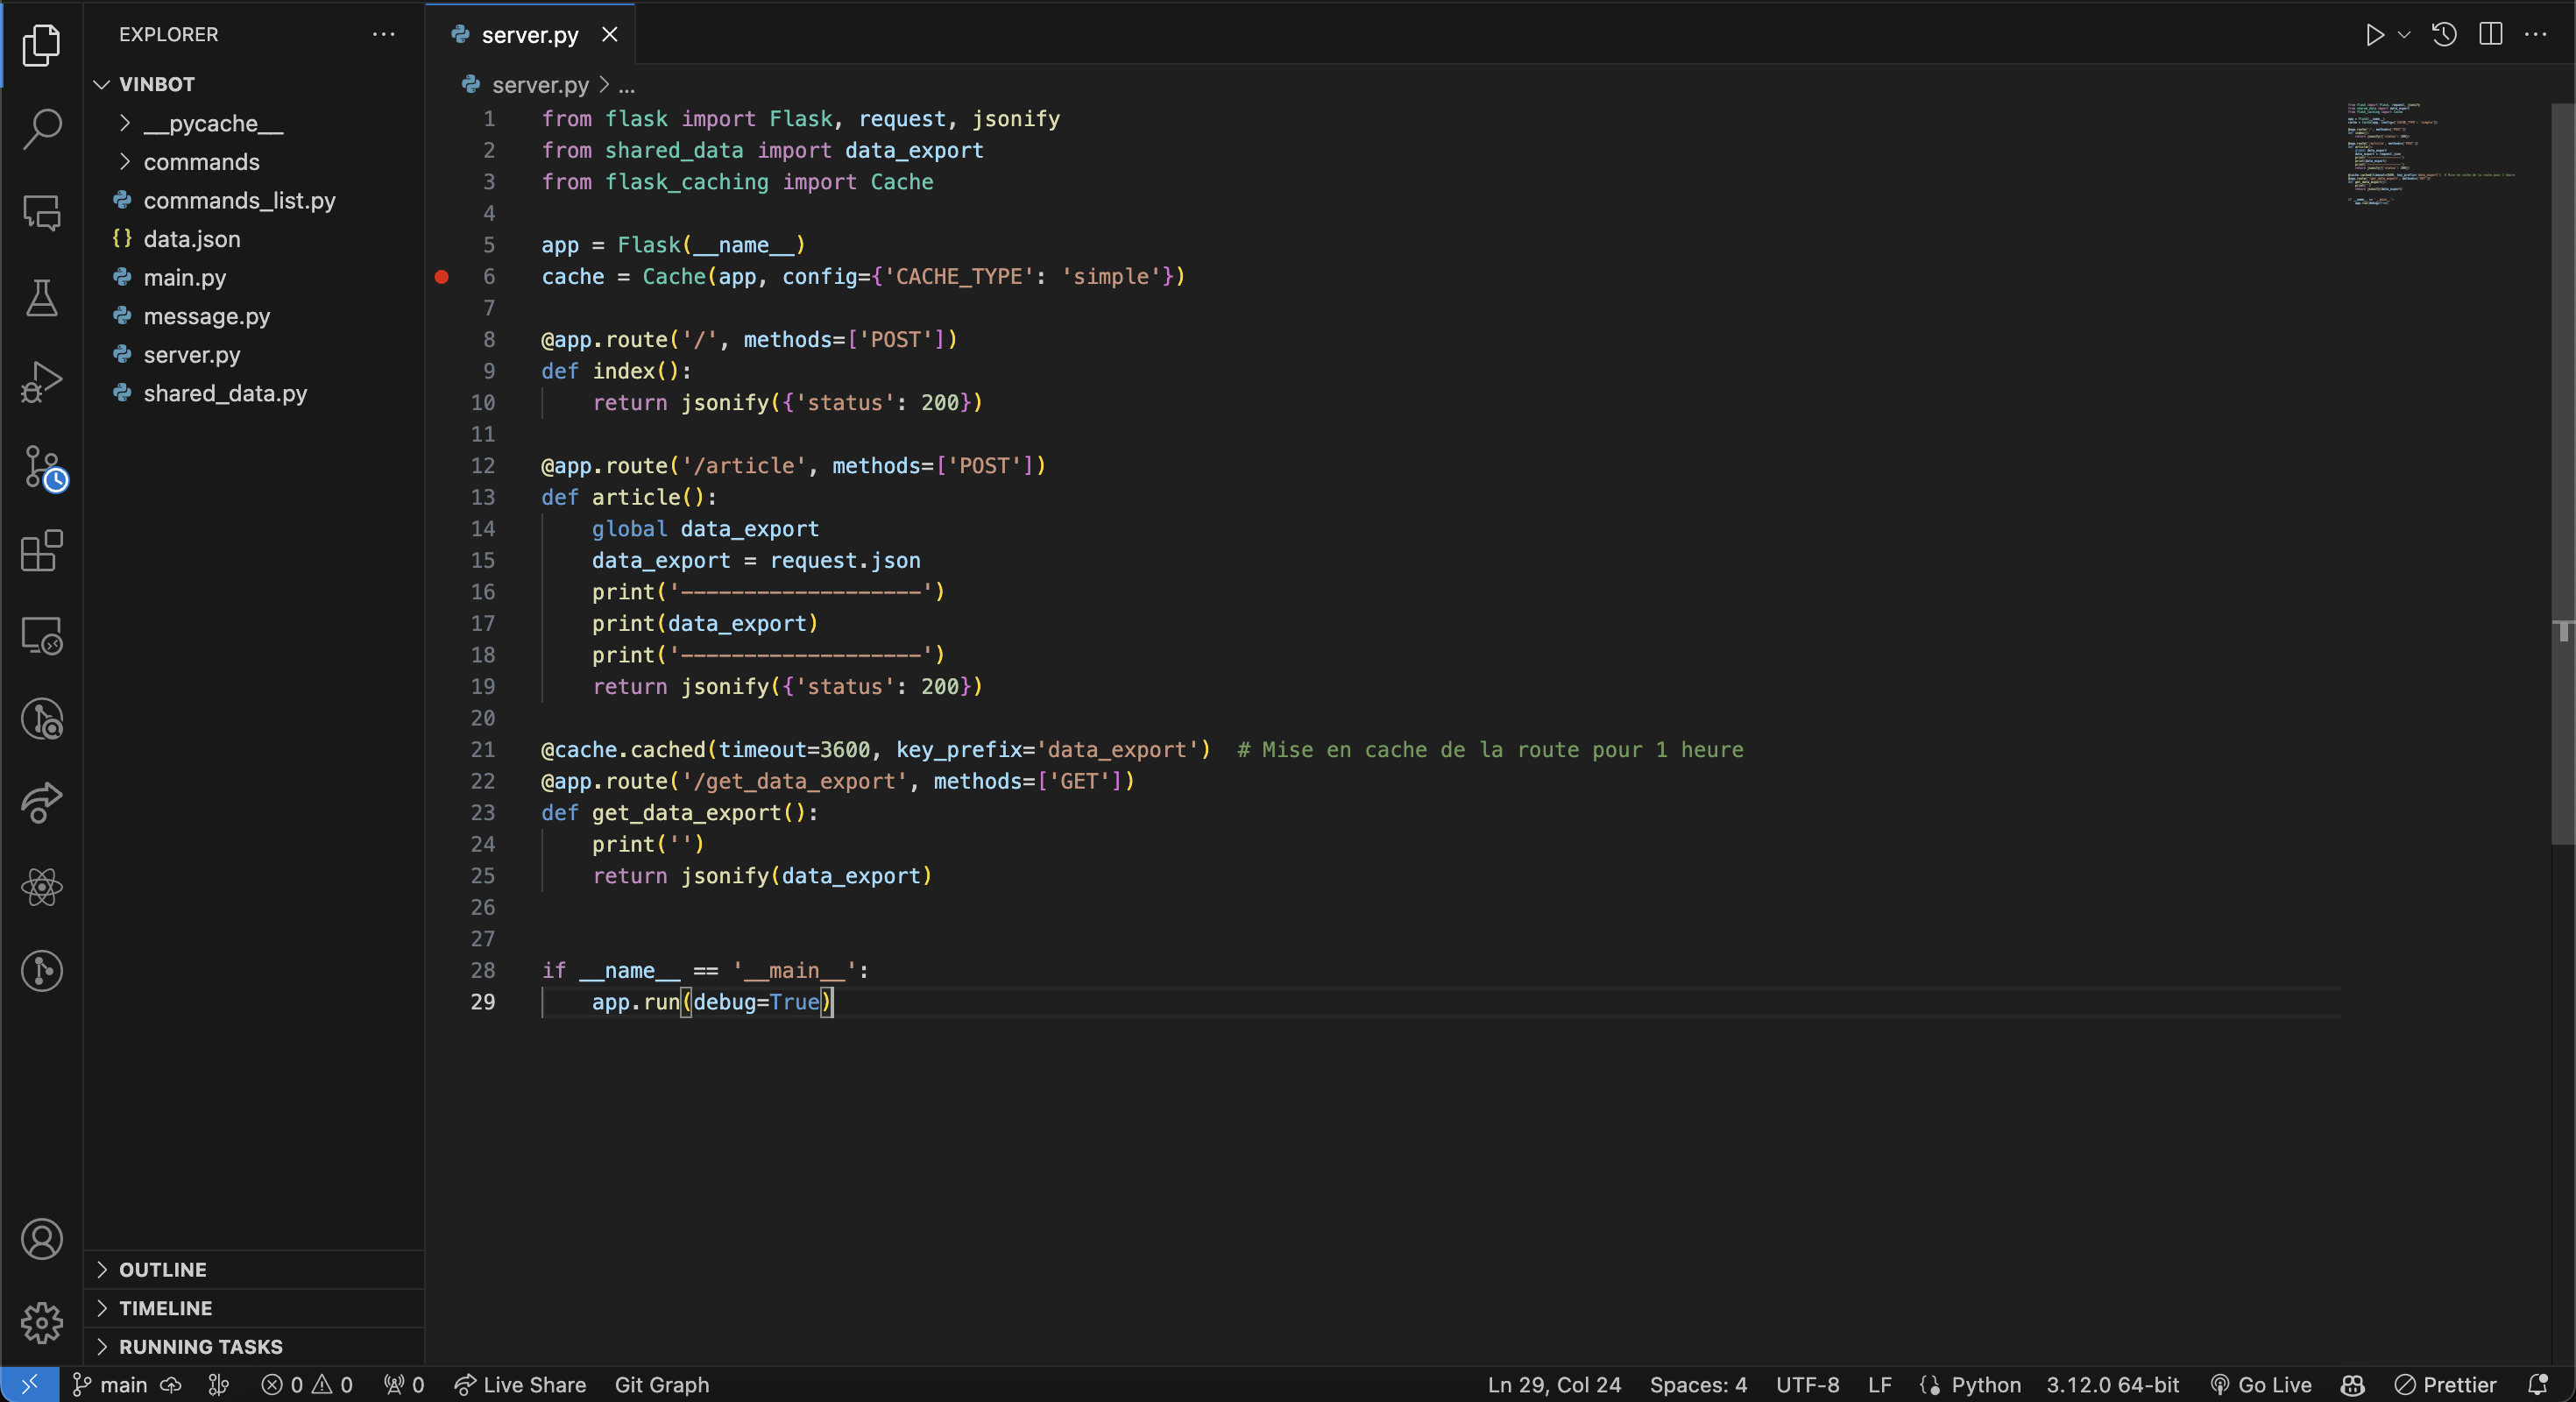 EXPLORER
VINBOT
__pycache__
commands
commands_list.py
{} data.json
main.py
message.py
server.py
shared_data.py
OUTLINE
TIMELINE
RUNNING TASKS
server.py
server.py > ...
1 from flask import Flask, request, jsonify
2 from shared_data import data_export
3 from flask_caching import Cache
4
5 app = Flask(__name__)
6 cache = Cache(app, config={'CACHE_TYPE': 'simple'})
7
8 @app.route('/', methods=['POST'])
9 def index():
10     return jsonify({'status': 200})
11
12 @app.route('/article', methods=['POST'])
13 def article():
14     global data_export
15     data_export = request.json
16     print('-------------------')
17     print(data_export)
18     print('-------------------')
19     return jsonify({'status': 200})
20
21 @cache.cached(timeout=3600, key_prefix='data_export')  # Mise en cache de la route pour 1 heure
22 @app.route('/get_data_export', methods=['GET'])
23 def get_data_export():
24     print('')
25     return jsonify(data_export)
26
27
28 if __name__ == '__main__':
29     app.run(debug=True)
main 0 0 0 Live Share Git Graph Ln 29, Col 24 Spaces: 4 UTF-8 LF Python 3.12.0 64-bit Go Live Prettier